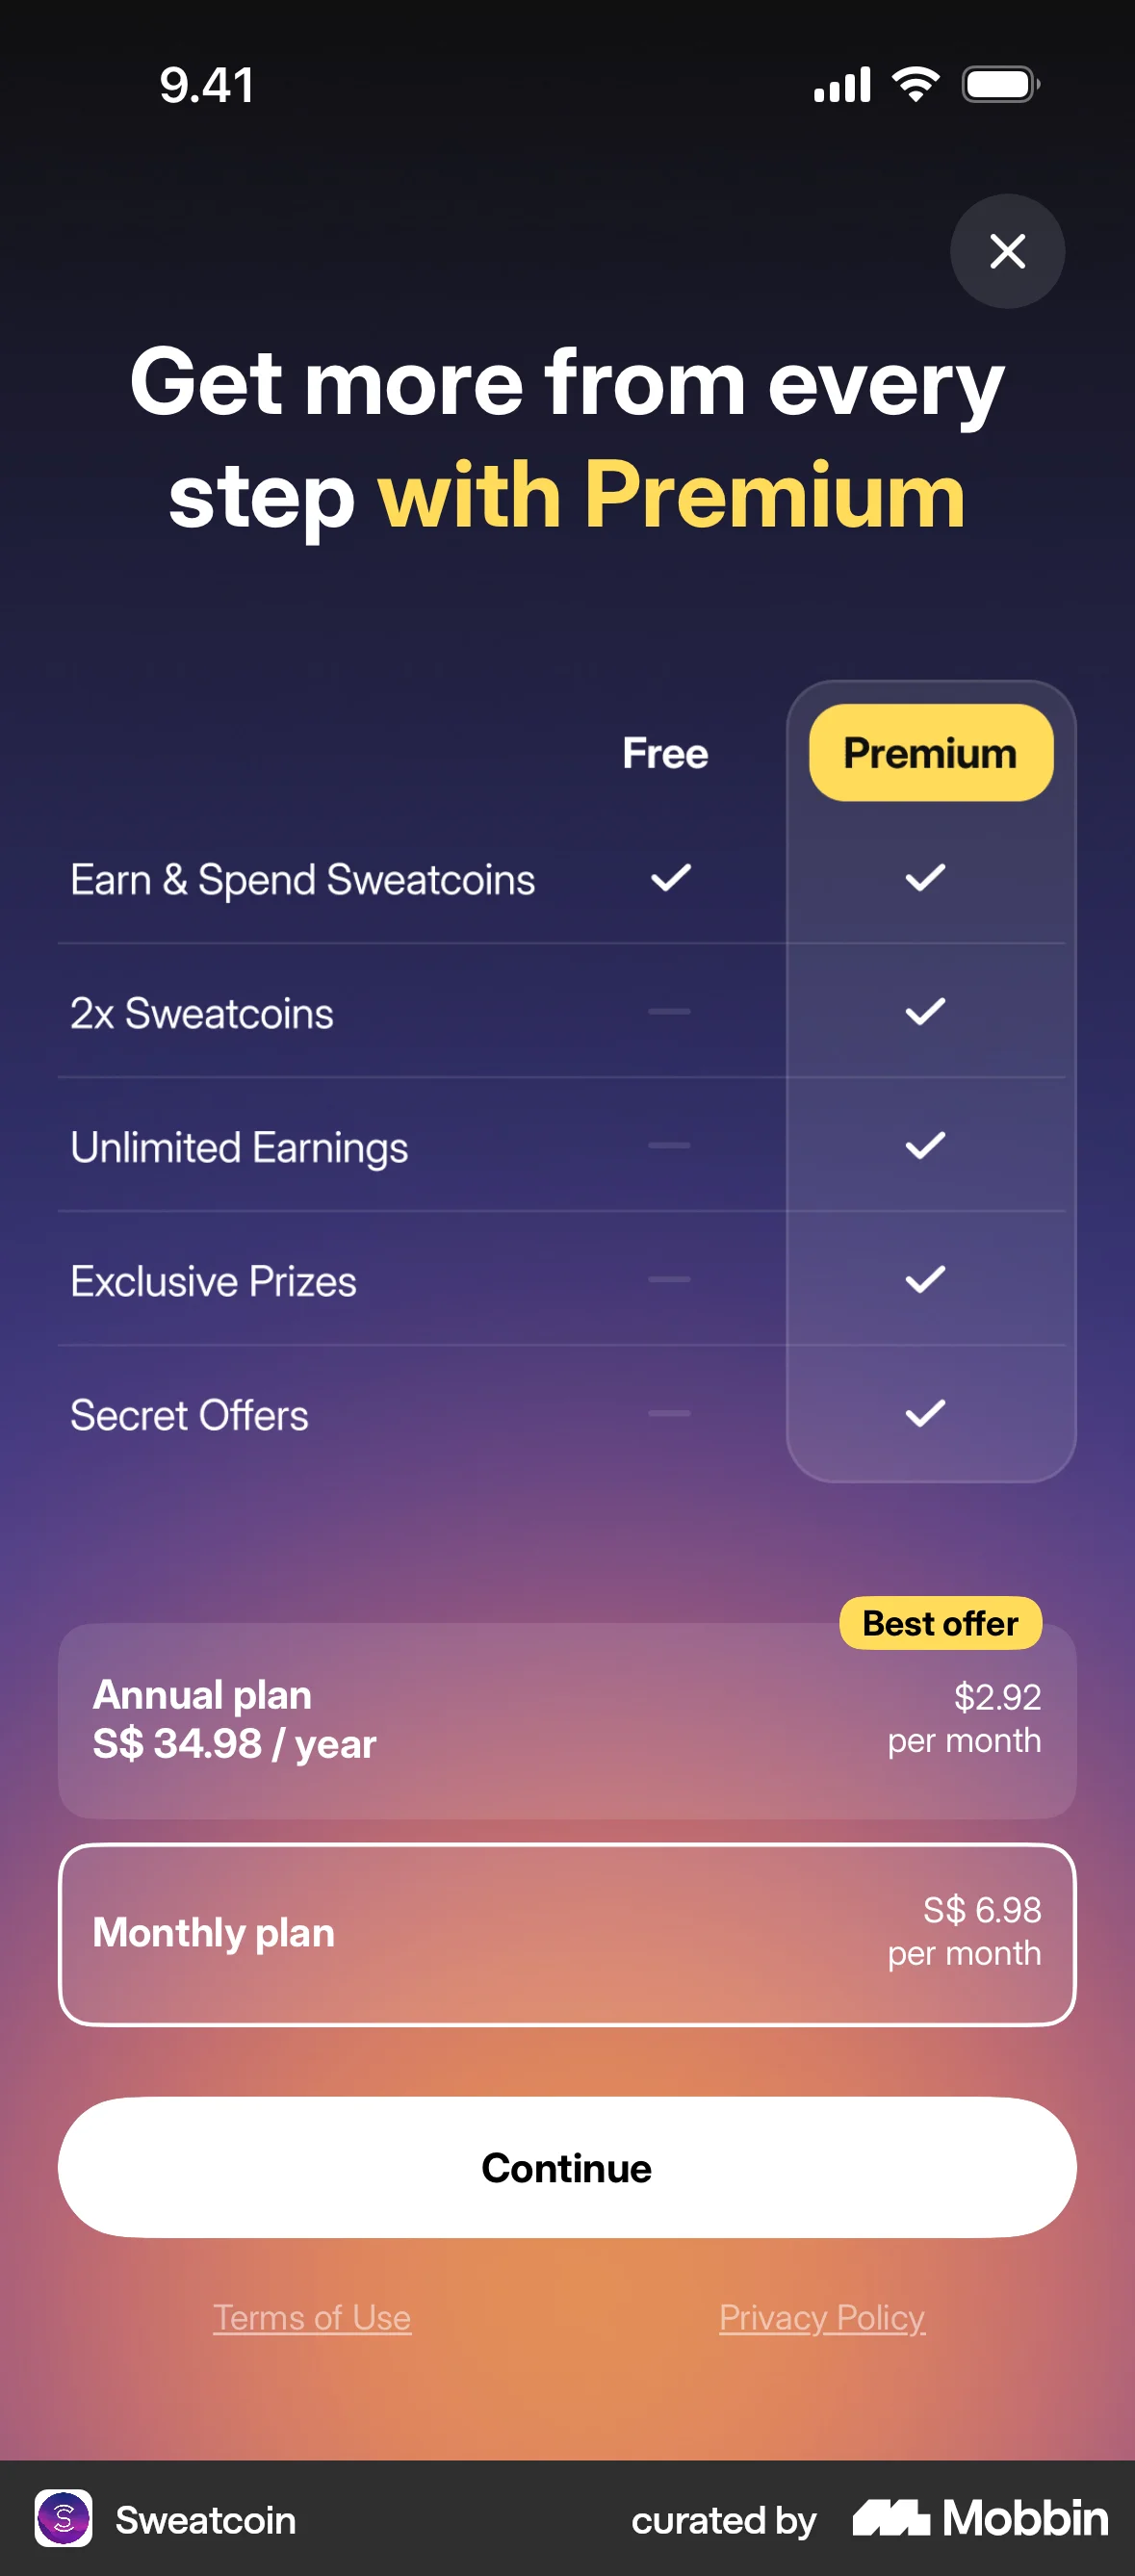 9.41
Get more from every
step with Premium
Free Premium
Earn & Spend Sweatcoins
2x Sweatcoins
Unlimited Earnings
Exclusive Prizes
Secret Offers
Best offer
Annual plan
S$ 34.98 / year
$2.92
per month
Monthly plan
S$ 6.98
per month
Continue
Terms of Use Privacy Policy
Sweatcoin curated by Mobbin